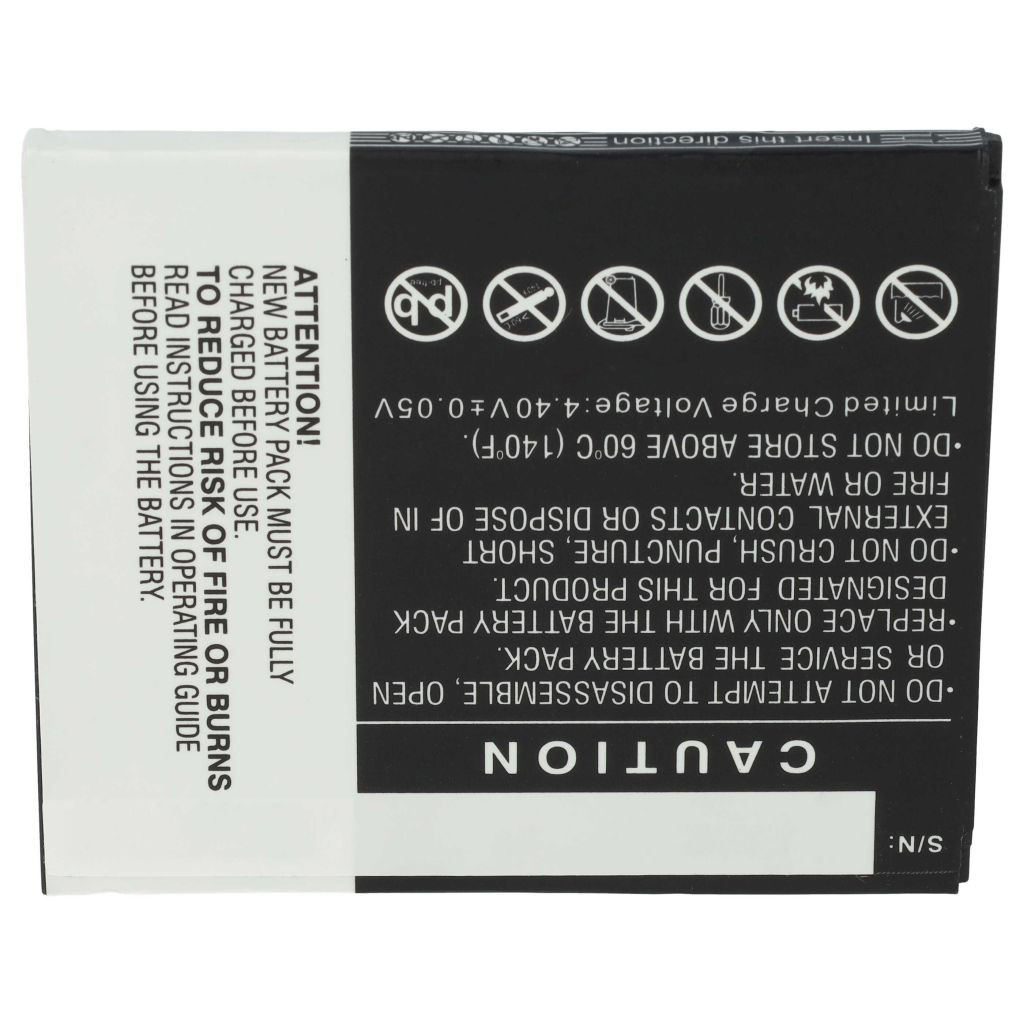 S/N:
CAUTION
•DO NOT ATTEMPT TO DISASSEMBLE, OPEN
OR SERVICE THE BATTERY PACK.
•REPLACE ONLY WITH THE BATTERY PACK
DESIGNATED FOR THIS PRODUCT.
•DO NOT CRUSH, PUNCTURE, SHORT
EXTERNAL CONTACTS OR DISPOSE OF IN
FIRE OR WATER.
•DO NOT STORE ABOVE 60°C (140°F).
Limited Charge Voltage:4.40V±0.05V
Pb
Insert this direction
ATTENTION!
NEW BATTERY PACK MUST BE FULLY
CHARGED BEFORE USE.
TO REDUCE RISK OF FIRE OR BURNS
READ INSTRUCTIONS IN OPERATING GUIDE
BEFORE USING THE BATTERY.